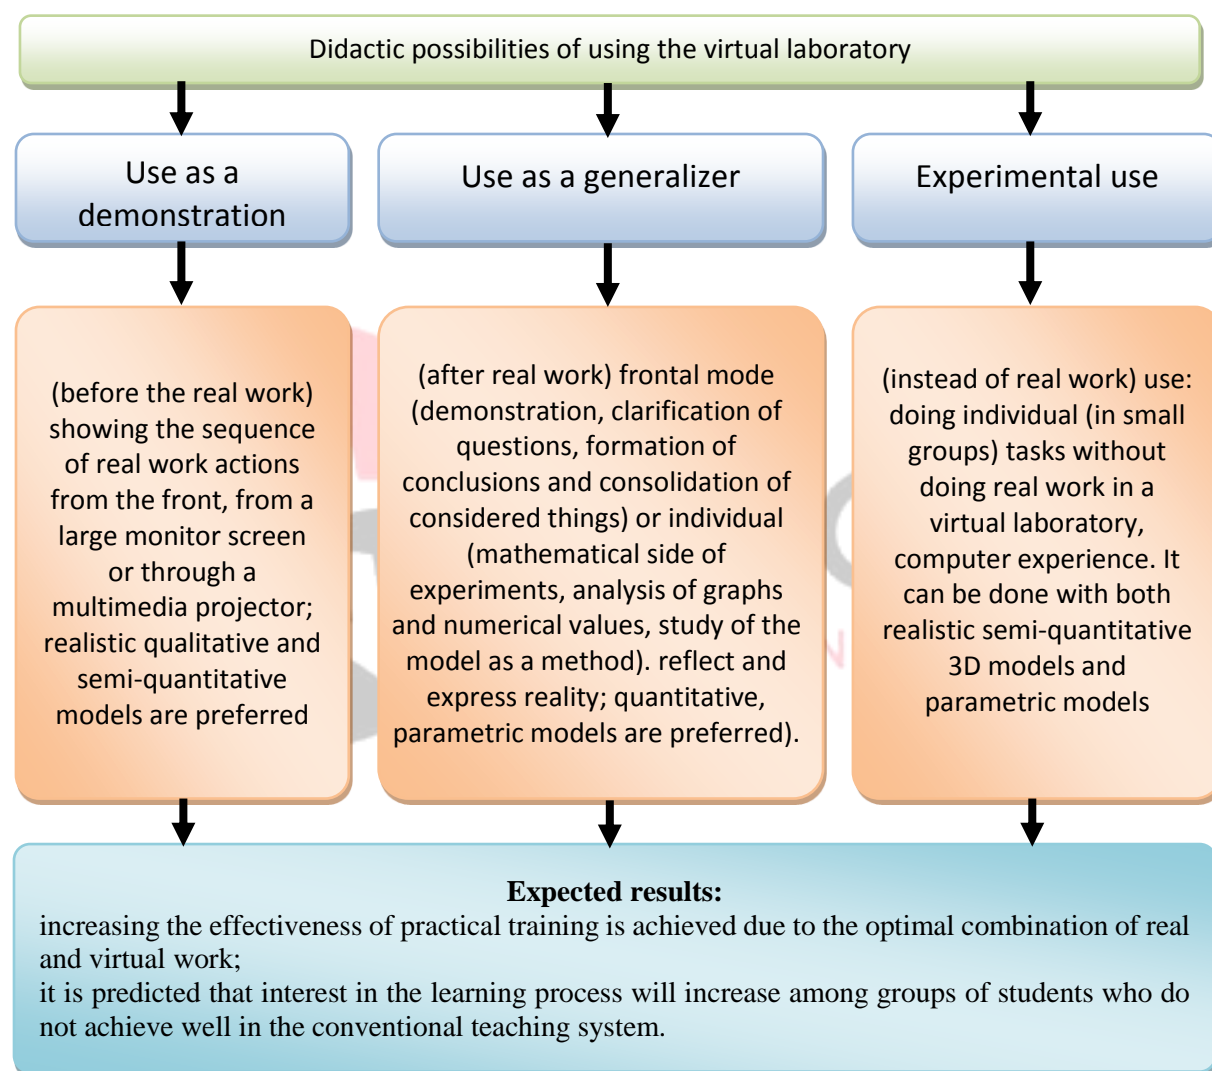 Didactic possibilities of using the virtual laboratory
Use as a
demonstration
Use as a generalizer
Experimental use
(before the real work)
showing the sequence
of real work actions
from the front, from a
large monitor screen
or through a
multimedia projector;
realistic qualitative and
semi-quantitative
models are preferred
(after real work) frontal mode
(demonstration, clarification of
questions, formation of
conclusions and consolidation of
considered things) or individual
(mathematical side of
experiments, analysis of graphs
and numerical values, study of the
model as a method). reflect and
express reality; quantitative,
parametric models are preferred).
(instead of real work) use:
doing individual (in small
groups) tasks without
doing real work in a
virtual laboratory,
computer experience. It
can be done with both
realistic semi-quantitative
3D models and
parametric models
Expected results:
increasing the effectiveness of practical training is achieved due to the optimal combination of real
and virtual work;
it is predicted that interest in the learning process will increase among groups of students who do
not achieve well in the conventional teaching system.